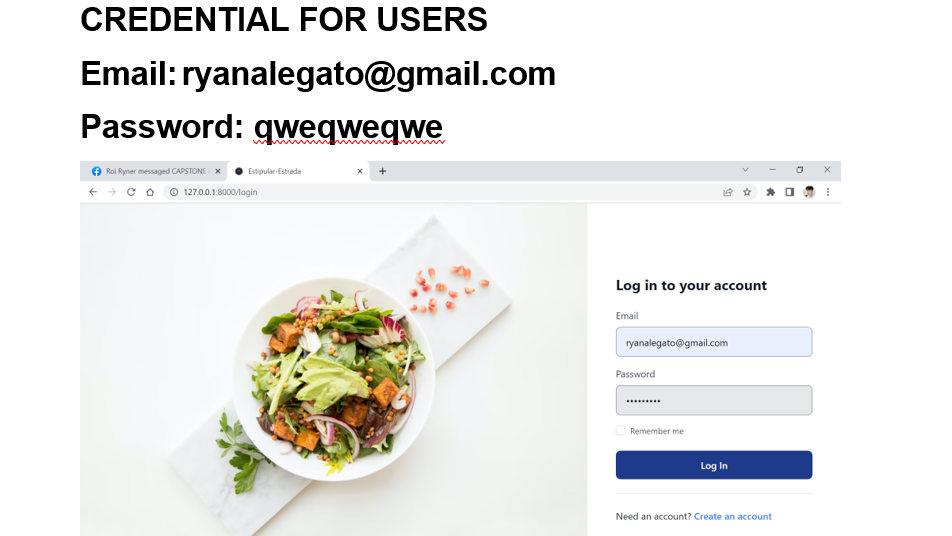 CREDENTIAL FOR USERS
Email: ryanalegato@gmail.com
Password: qweqweqwe
Roi Ryner messaged CAPSTONE
Estipular-Estrada
127.0.0.1:8000/login
Log in to your account
Email
ryanalegato@gmail.com
Password
•••••••••
Remember me
Log In
Need an account? Create an account